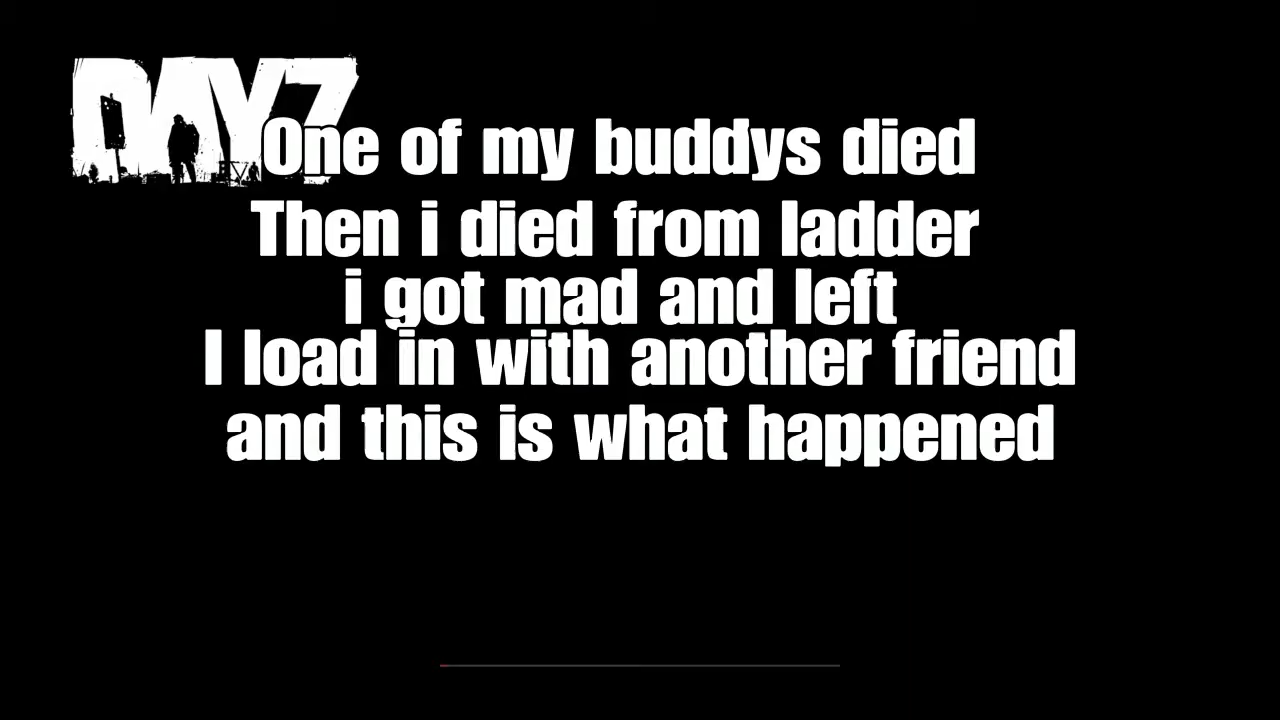 DAYZ
One of my buddys died
Then i died from ladder
i got mad and left
I load in with another friend
and this is what happened